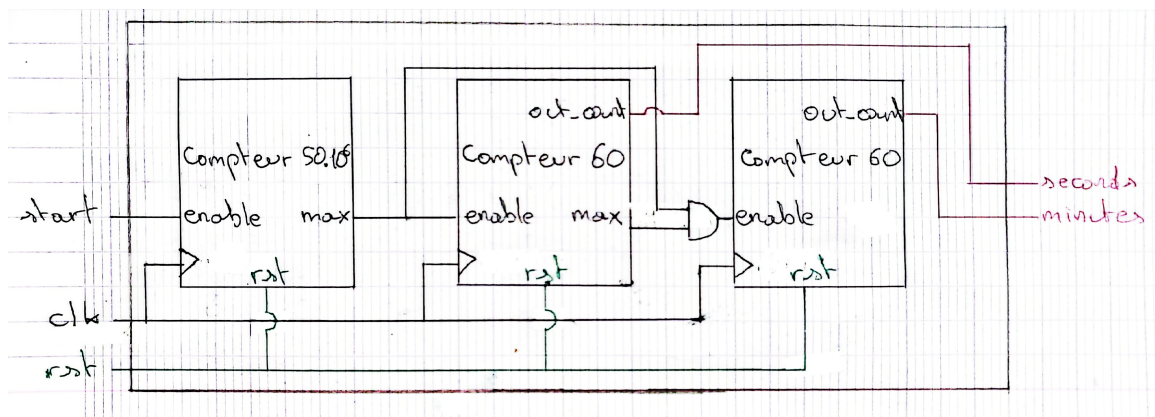 out_count
out_count
Compteur 50.10⁶
Compteur 60
Compteur 60
seconds
start
enable
max
enable
max
enable
minutes
rst
rst
rst
clk
rst